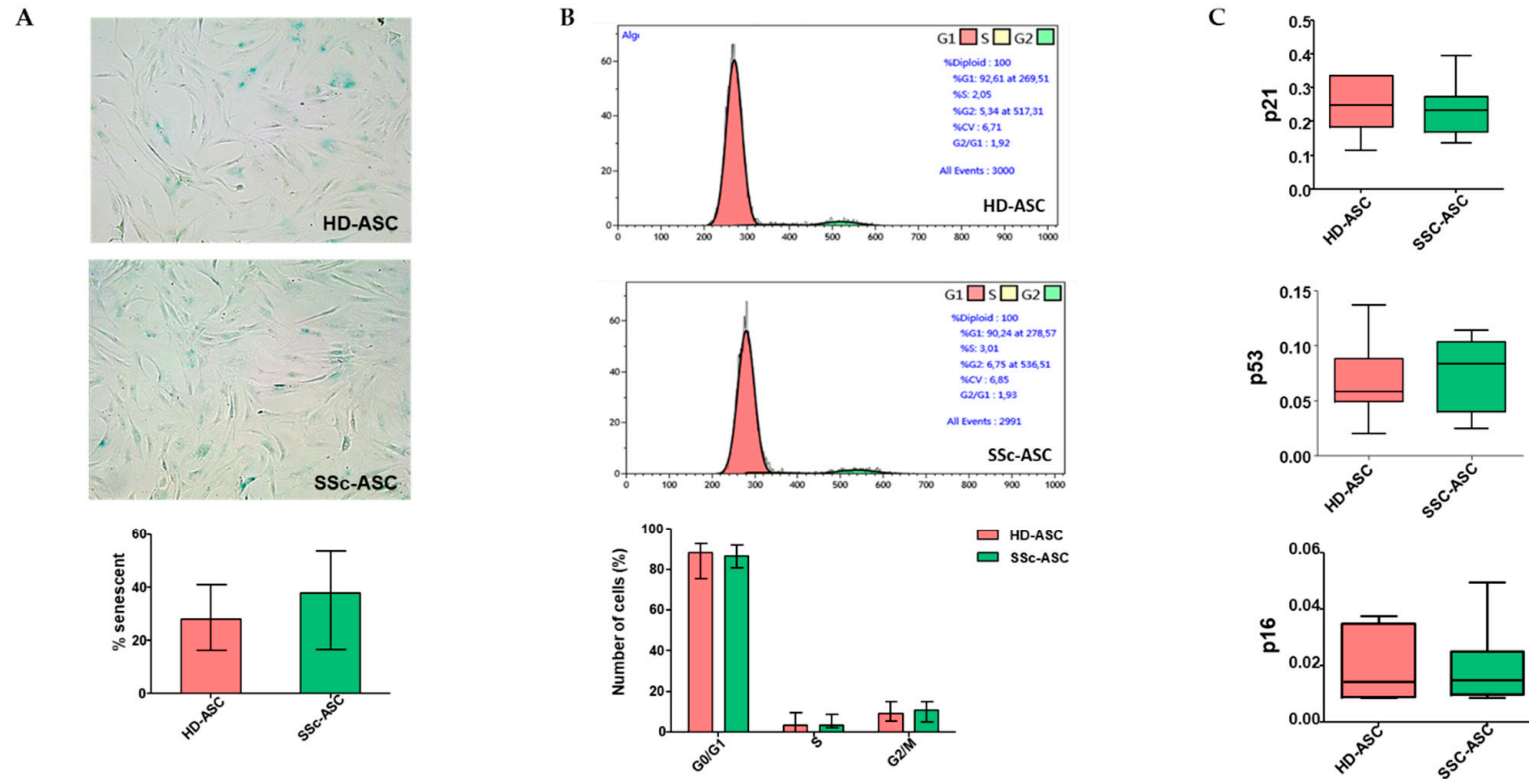 A
HD-ASC
SSc-ASC
60
40
20
0
% senescent
HD-ASC
SSc-ASC
B
Algo
G1 S G2
%Diploid : 100
%G1: 92,61 at 269,51
%S: 2,05
%G2: 5,34 at 517,31
%CV : 6,71
G2/G1 : 1,92
All Events : 3000
HD-ASC
60
40
20
0
0 100 200 300 400 500 600 700 800 900 1000
G1 S G2
%Diploid : 100
%G1: 90,24 at 278,57
%S: 3,01
%G2: 6,75 at 536,51
%CV : 6,85
G2/G1 : 1,93
All Events : 2991
SSc-ASC
60
40
20
0
0 100 200 300 400 500 600 700 800 900 1000
100
80
60
40
20
0
Number of cells (%)
HD-ASC
SSc-ASC
G0/G1
S
G2/M
C
0.5
0.4
0.3
0.2
0.1
0.0
p21
HD-ASC
SSC-ASC
0.15
0.10
0.05
0.00
p53
HD-ASC
SSC-ASC
0.06
0.04
0.02
0.00
p16
HD-ASC
SSC-ASC